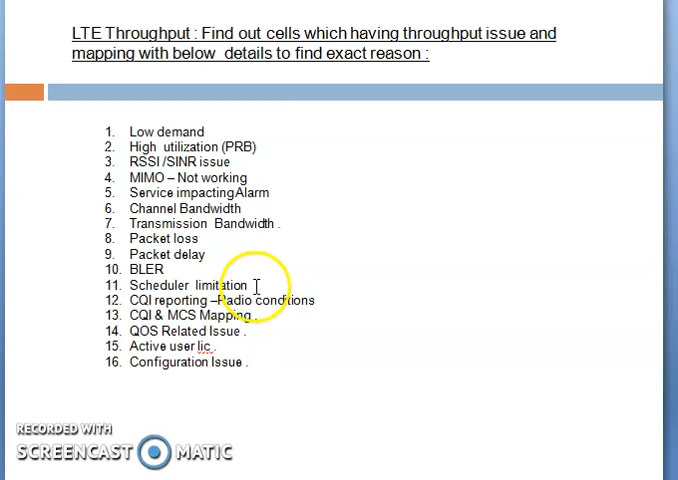 LTE Throughput : Find out cells which having throughput issue and
mapping with below details to find exact reason :
1. Low demand
2. High utilization (PRB)
3. RSSI /SINR issue
4. MIMO – Not working
5. Service impactingAlarm
6. Channel Bandwidth
7. Transmission Bandwidth .
8. Packet loss
9. Packet delay
10. BLER
11. Scheduler limitation
12. CQI reporting –Radio conditions
13. CQI & MCS Mapping .
14. QOS Related Issue .
15. Active user lic .
16. Configuration Issue .
RECORDED WITH
SCREENCAST MATIC